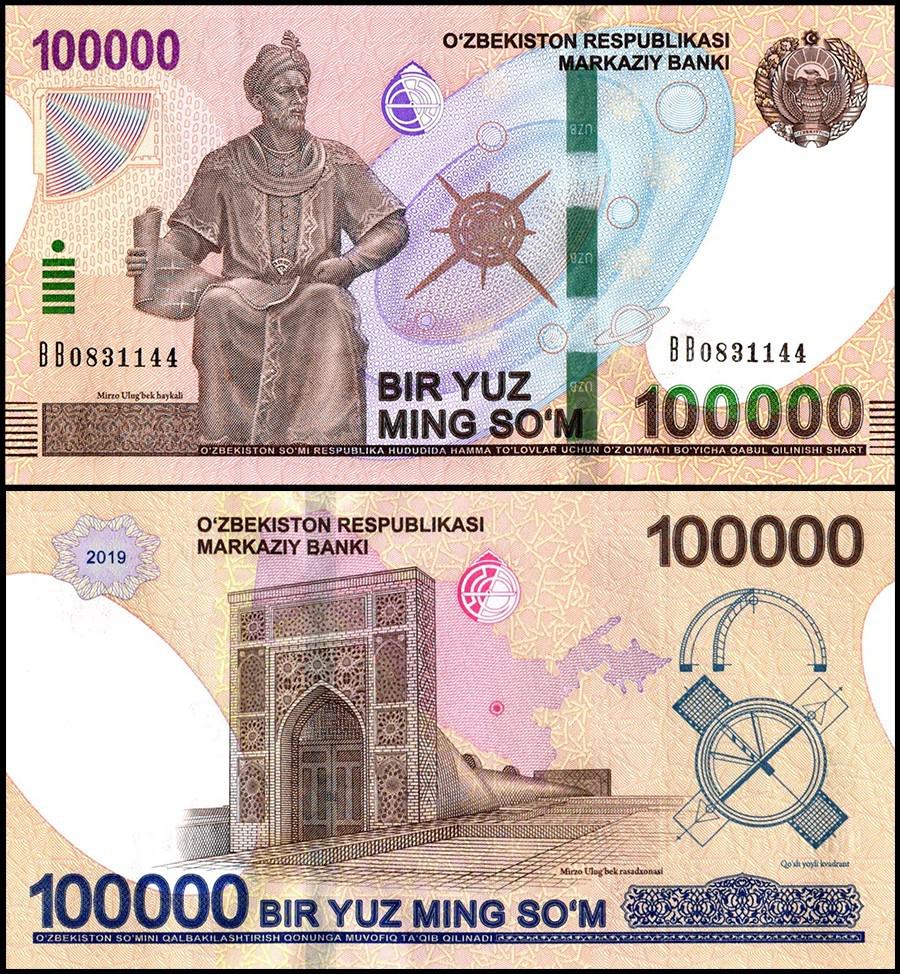 100000
O‘ZBEKISTON RESPUBLIKASI
MARKAZIY BANKI
UZB
UZB
UZB
UZB
BB0831144
BB0831144
Mirzo Ulug‘bek haykali
BIR YUZ
MING SO‘M
100000
O‘ZBEKISTON SO‘MI RESPUBLIKA HUDUDIDA HAMMA TO‘LOVLAR UCHUN O‘Z QIYMATI BO‘YICHA QABUL QILINISHI SHART
2019
O‘ZBEKISTON RESPUBLIKASI
MARKAZIY BANKI
100000
Mirzo Ulug‘bek rasadxonasi
Qo‘sh yoyli kvadrant
100000 BIR YUZ MING SO‘M
O‘ZBEKISTON SO‘MINI QALBAKILASHTIRISH QONUNGA MUVOFIQ TA‘QIB QILINADI